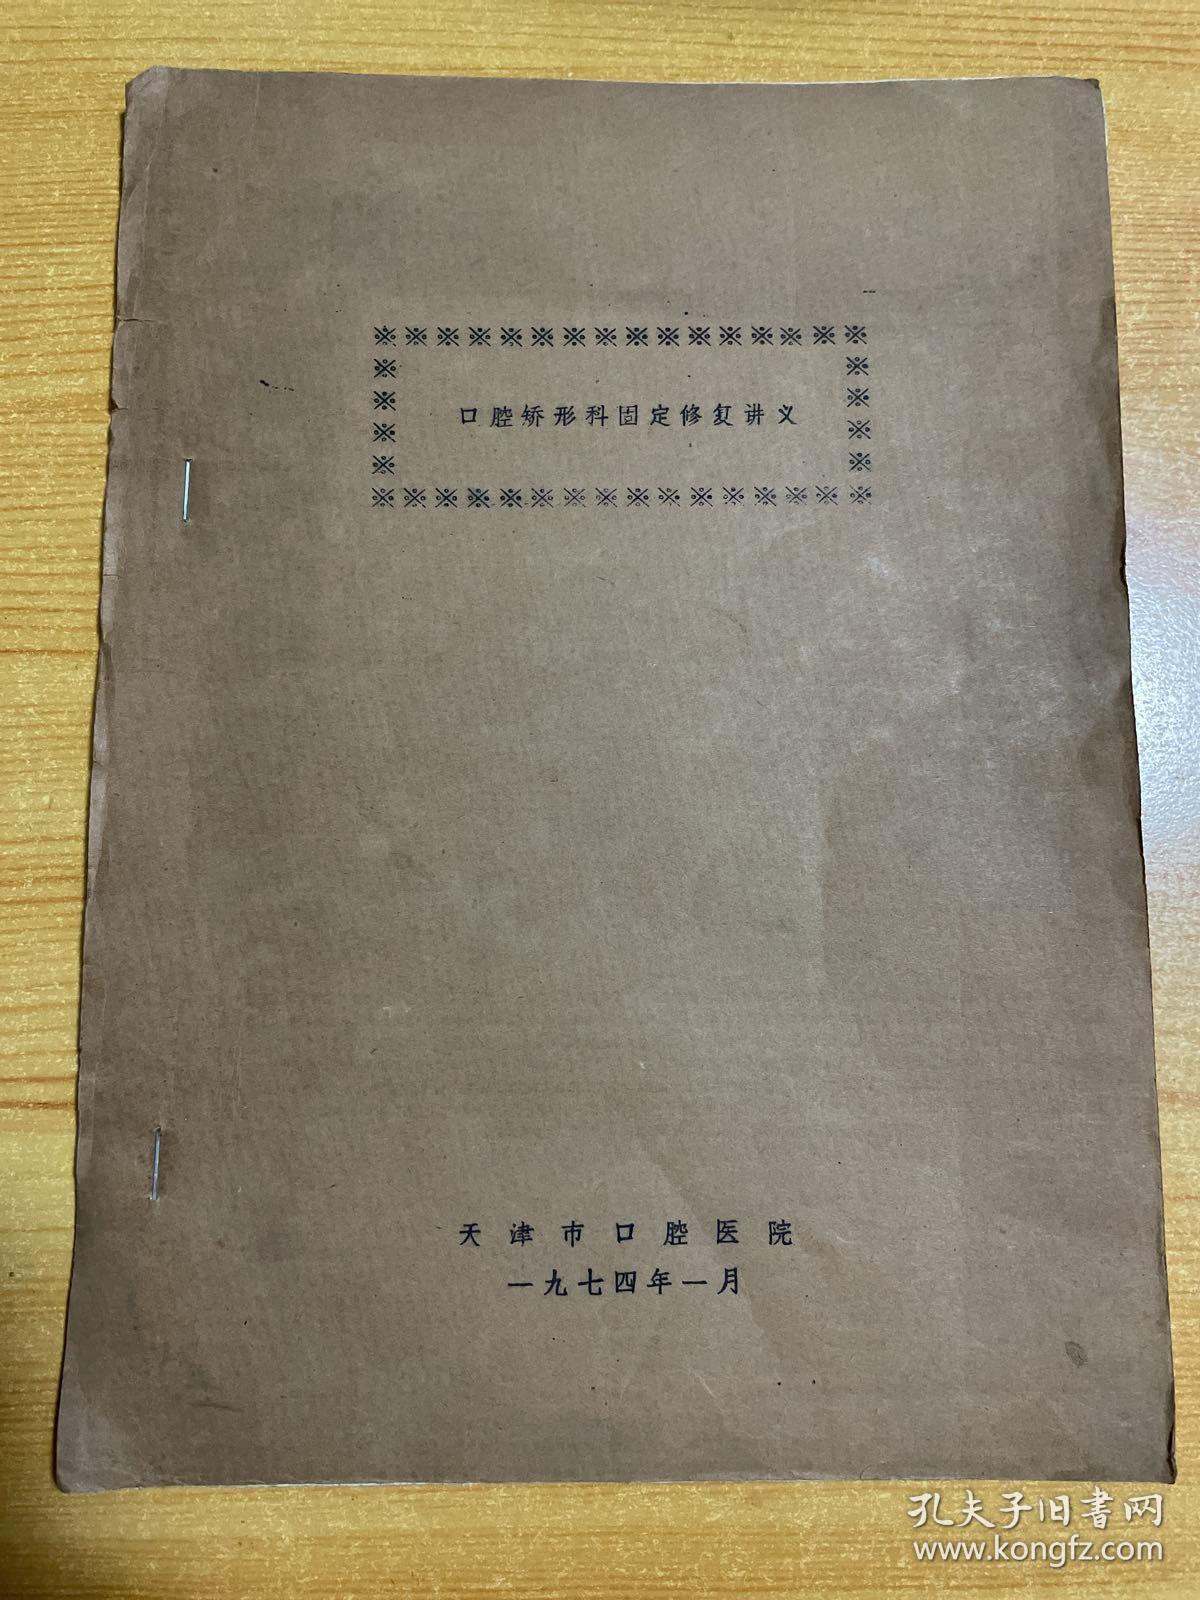 口腔矫形科固定修复讲义
天津市口腔医院
一九七四年一月
孔夫子旧書网
www.kongfz.com